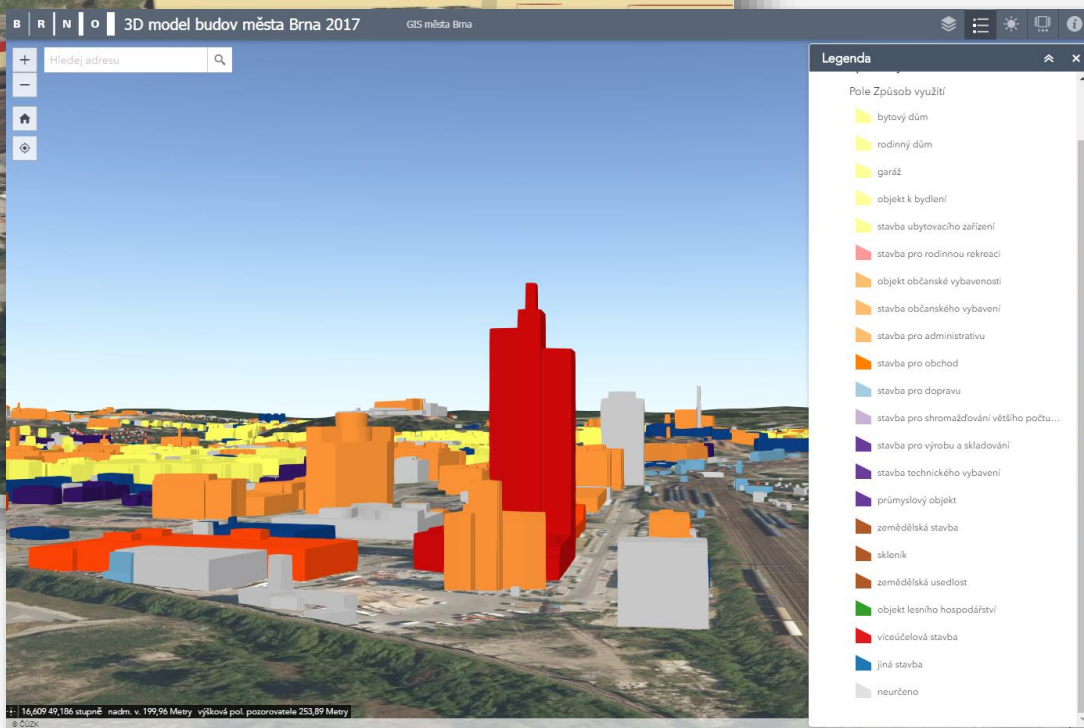 B R N O 3D model budov města Brna 2017 GIS města Brna
Hledej adresu
Legenda
Pole Způsob využití
bytový dům
rodinný dům
garáž
objekt k bydlení
stavba ubytovacího zařízení
stavba pro rodinnou rekreaci
objekt občanské vybavenosti
stavba občanského vybavení
stavba pro administrativu
stavba pro obchod
stavba pro dopravu
stavba pro shromažďování většího počtu...
stavba pro výrobu a skladování
stavba technického vybavení
průmyslový objekt
zemědělská stavba
skleník
zemědělská usedlost
objekt lesního hospodářství
víceúčelová stavba
jiná stavba
neurčeno
16,609 49,186 stupně nadm. v. 199,96 Metry výšková pol. pozorovatele 253,89 Metry
© ČÚZK